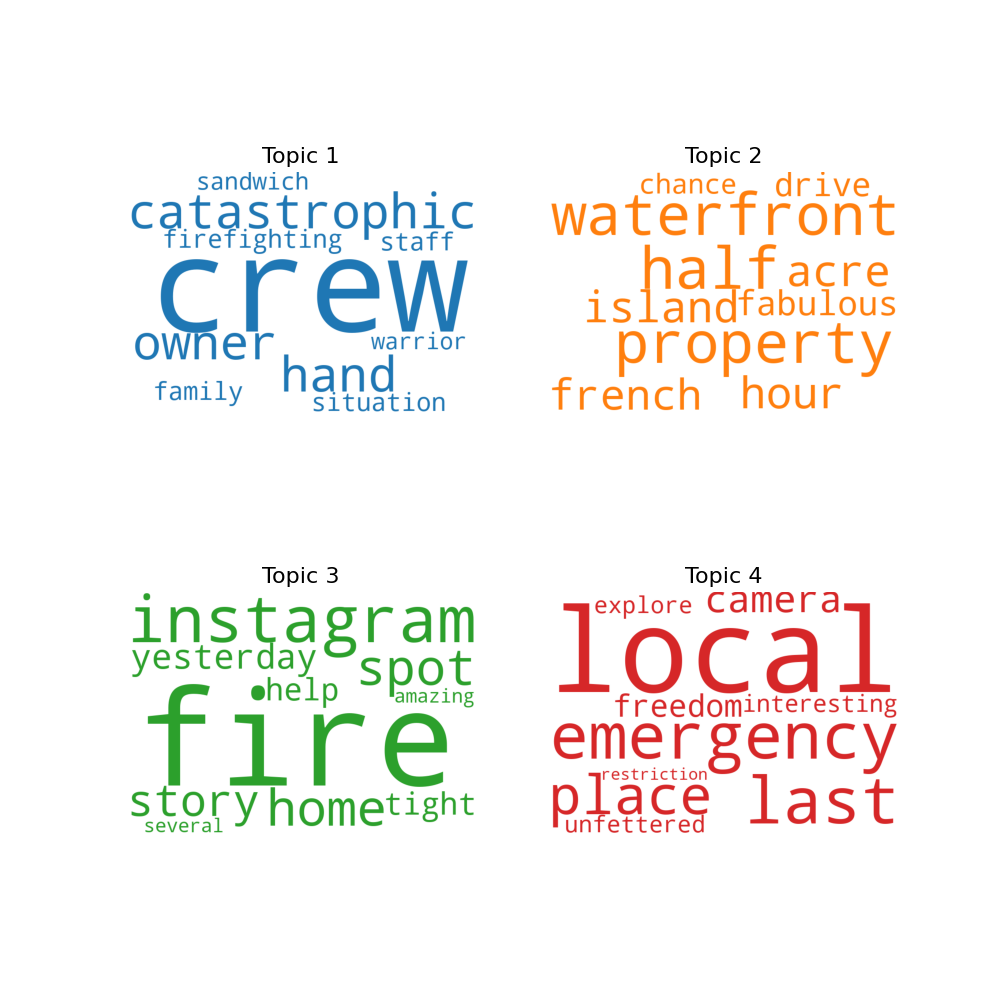 Topic 1
sandwich
catastrophic
firefighting staff
crew
owner warrior
hand
family situation
Topic 2
chance drive
waterfront
half acre
island fabulous
property
french hour
Topic 3
instagram
yesterday spot
help amazing
fire
story home tight
several
Topic 4
explore camera
local
freedom interesting
emergency
restriction
place last
unfettered